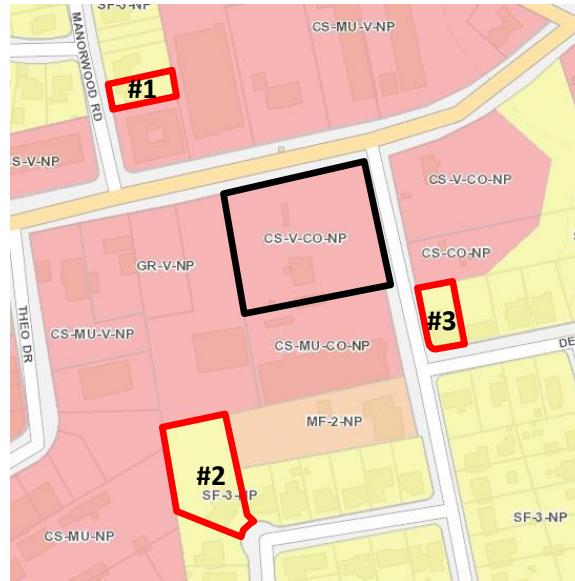 SF-3-NP
CS-MU-V-NP
MANORWOOD RD
#1
S-V-NP
CS-V-CO-NP
CS-V-CO-NP
CS-CO-NP
GR-V-NP
#3
THEO DR
CS-MU-V-NP
CS-MU-CO-NP
DE
MF-2-NP
#2
SF-3-NP
SF-3-NP
CS-MU-NP